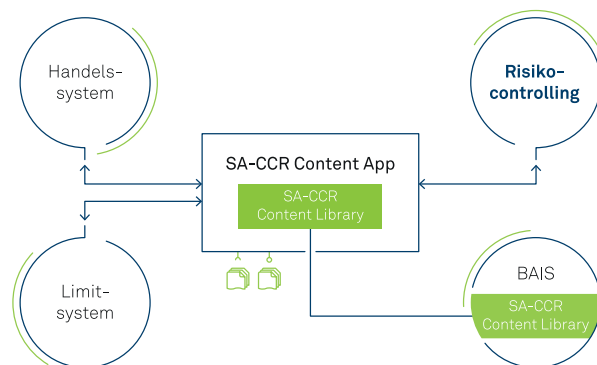 Handels-
system
Risiko-
controlling
SA-CCR Content App
SA-CCR
Content Library
Limit-
system
BAIS
SA-CCR
Content Library